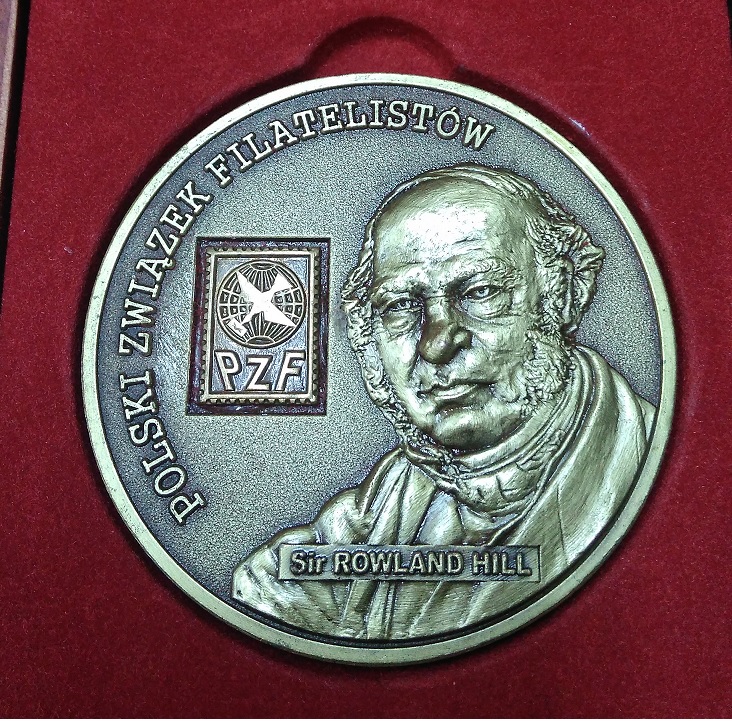 POLSKI ZWIĄZEK FILATELISTÓW
PZF
Sir ROWLAND HILL